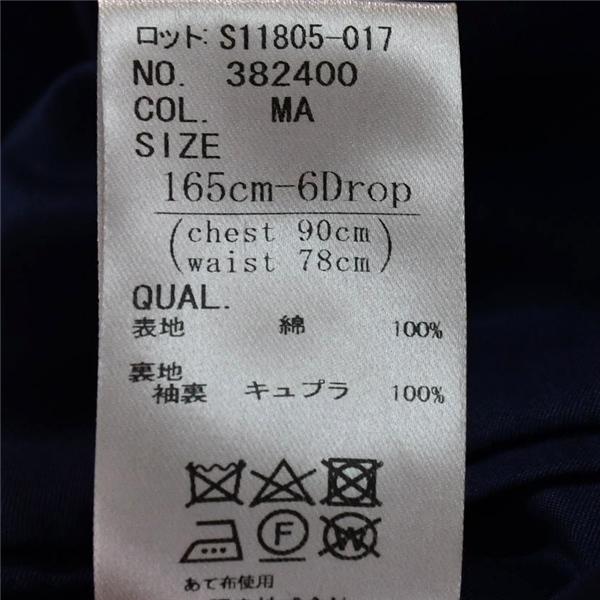 ロット: S11805-017
NO. 382400
COL. MA
SIZE
165cm-6Drop
(chest 90cm
waist 78cm)
QUAL.
表地 綿 100%
裏地
袖裏 キュプラ 100%
F W
あて布使用